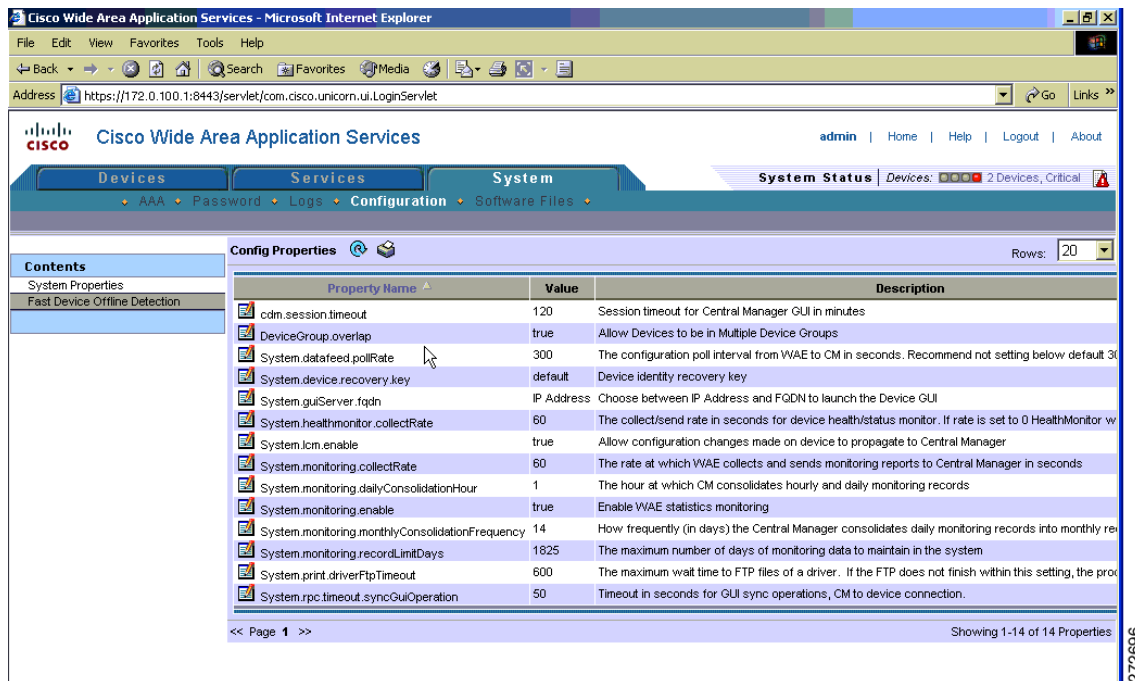 Cisco Wide Area Application Services - Microsoft Internet Explorer
File Edit View Favorites Tools Help
Back Search Favorites Media
Address https://172.0.100.1:8443/servlet/com.cisco.unicorn.ui.LoginServlet Go Links »
cisco Cisco Wide Area Application Services admin | Home | Help | Logout | About
Devices Services System System Status | Devices: 2 Devices, Critical
AAA Password Logs Configuration Software Files
Config Properties Rows: 20
Contents
System Properties
Fast Device Offline Detection
Property Name Value Description
cdm.session.timeout 120 Session timeout for Central Manager GUI in minutes
DeviceGroup.overlap true Allow Devices to be in Multiple Device Groups
System.datafeed.pollRate 300 The configuration poll interval from WAE to CM in seconds. Recommend not setting below default 30
System.device.recovery.key default Device identity recovery key
System.guiServer.fqdn IP Address Choose between IP Address and FQDN to launch the Device GUI
System.healthmonitor.collectRate 60 The collect/send rate in seconds for device health/status monitor. If rate is set to 0 HealthMonitor w
System.lcm.enable true Allow configuration changes made on device to propagate to Central Manager
System.monitoring.collectRate 60 The rate at which WAE collects and sends monitoring reports to Central Manager in seconds
System.monitoring.dailyConsolidationHour 1 The hour at which CM consolidates hourly and daily monitoring records
System.monitoring.enable true Enable WAE statistics monitoring
System.monitoring.monthlyConsolidationFrequency 14 How frequently (in days) the Central Manager consolidates daily monitoring records into monthly re
System.monitoring.recordLimitDays 1825 The maximum number of days of monitoring data to maintain in the system
System.print.driverFtpTimeout 600 The maximum wait time to FTP files of a driver. If the FTP does not finish within this setting, the proc
System.rpc.timeout.syncGuiOperation 50 Timeout in seconds for GUI sync operations, CM to device connection.
<< Page 1 >> Showing 1-14 of 14 Properties
272696